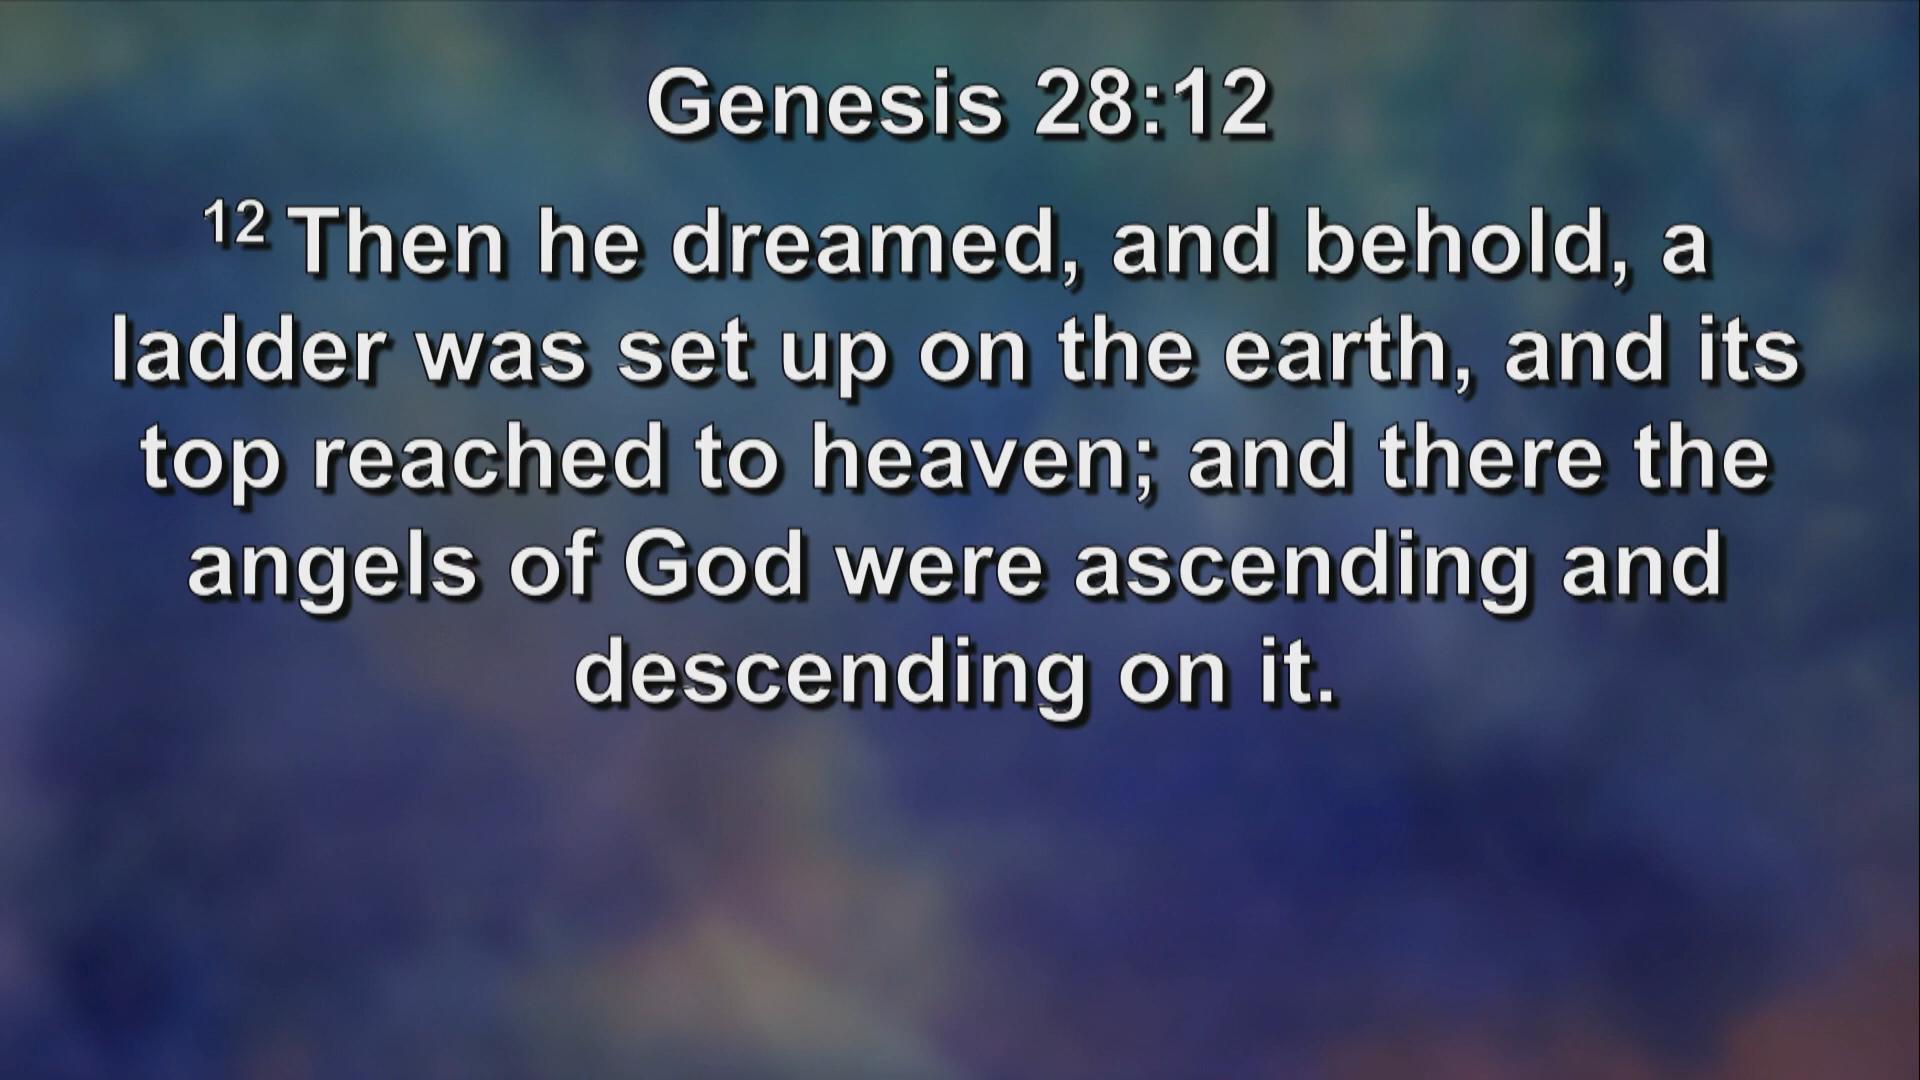 Genesis 28:12
12 Then he dreamed, and behold, a
ladder was set up on the earth, and its
top reached to heaven; and there the
angels of God were ascending and
descending on it.